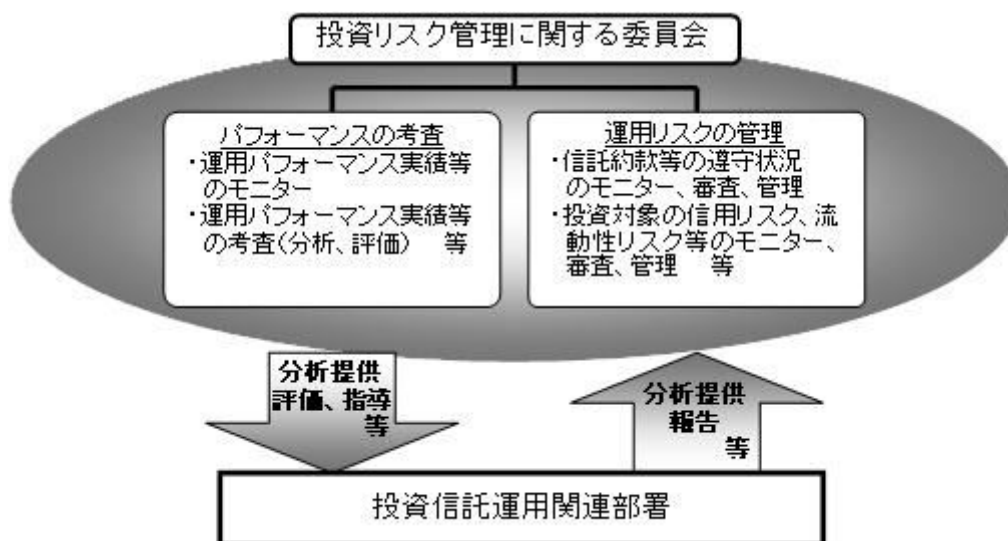 投資リスク管理に関する委員会
パフォーマンスの考査
・運用パフォーマンス実績等
のモニター
・運用パフォーマンス実績等
の考査(分析、評価) 等
運用リスクの管理
・信託約款等の遵守状況
のモニター、審査、管理
・投資対象の信用リスク、流
動性リスク等のモニター、
審査、管理 等
分析提供
評価、指導
等
分析提供
報告
等
投資信託運用関連部署